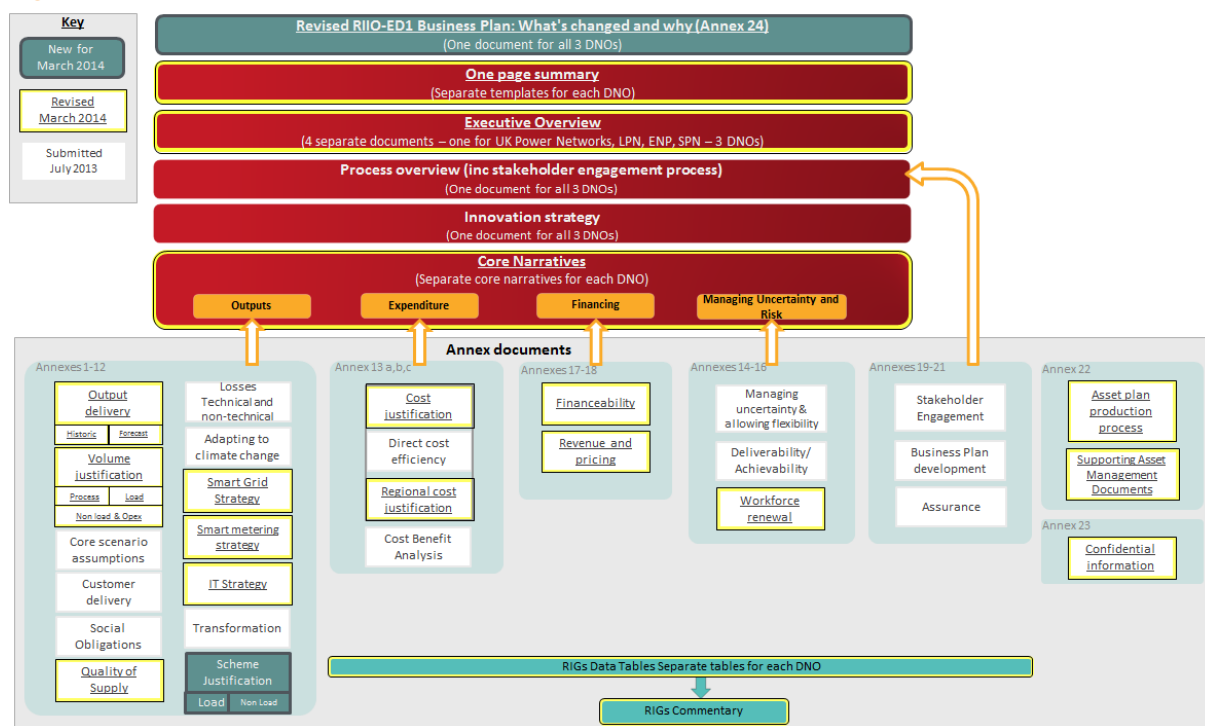 Key
New for
March 2014
Revised
March 2014
Submitted
July 2013
Revised RIIO-ED1 Business Plan: What's changed and why (Annex 24)
(One document for all 3 DNOs)
One page summary
(Separate templates for each DNO)
Executive Overview
(4 separate documents – one for UK Power Networks, LPN, ENP, SPN – 3 DNOs)
Process overview (inc stakeholder engagement process)
(One document for all 3 DNOs)
Innovation strategy
(One document for all 3 DNOs)
Core Narratives
(Separate core narratives for each DNO)
Outputs
Expenditure
Financing
Managing Uncertainty and
Risk
Annex documents
Annexes 1-12
Output
delivery
Historic
Forecast
Volume
justification
Process
Load
Non load & Opex
Core scenario
assumptions
Customer
delivery
Social
Obligations
Quality of
Supply
Losses
Technical and
non-technical
Adapting to
climate change
Smart Grid
Strategy
Smart metering
strategy
IT Strategy
Transformation
Scheme
Justification
Load
Non Load
Annex 13 a,b,c
Cost
justification
Direct cost
efficiency
Regional cost
justification
Cost Benefit
Analysis
Annexes 17-18
Financeability
Revenue and
pricing
Annexes 14-16
Managing
uncertainty &
allowing flexibility
Deliverability/
Achievability
Workforce
renewal
Annexes 19-21
Stakeholder
Engagement
Business Plan
development
Assurance
Annex 22
Asset plan
production
process
Supporting Asset
Management
Documents
Annex 23
Confidential
information
RIGs Data Tables Separate tables for each DNO
RIGs Commentary